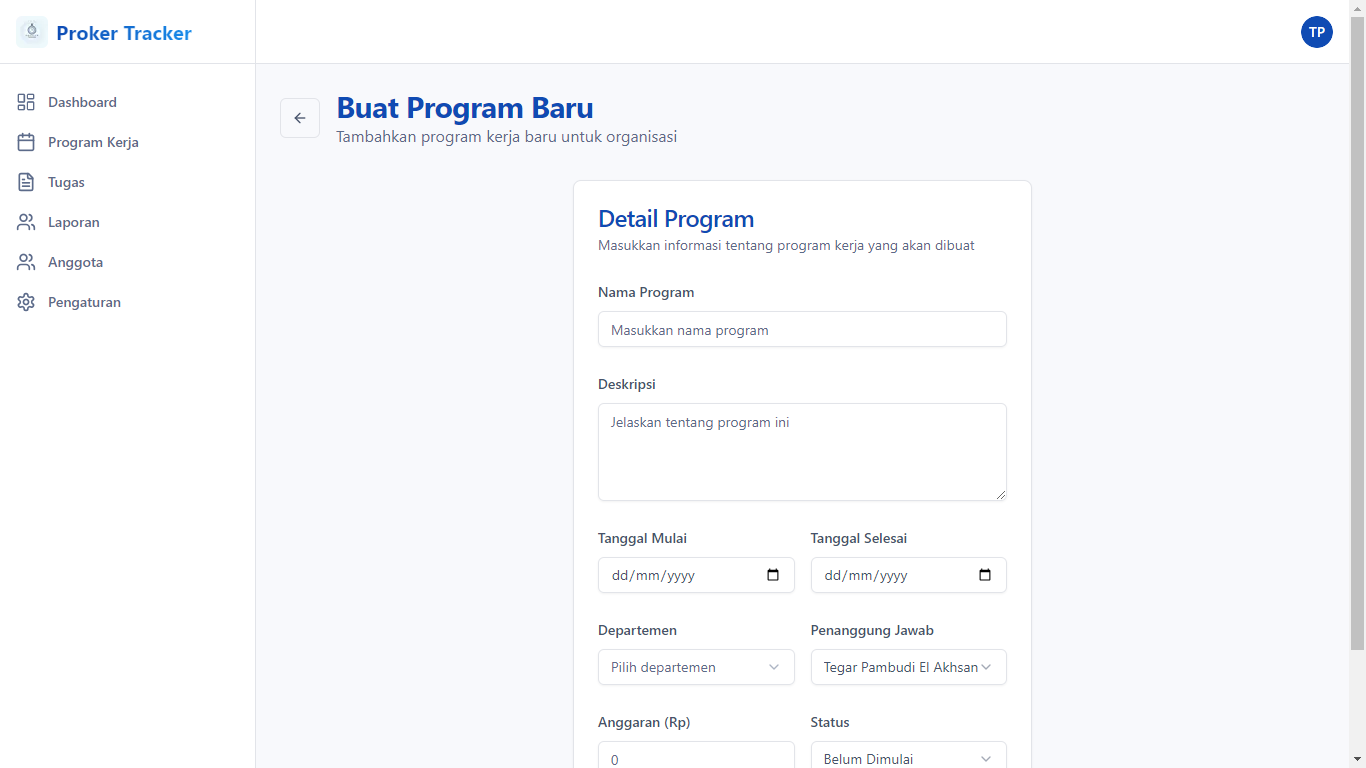 Proker Tracker
TP
Dashboard
Program Kerja
Tugas
Laporan
Anggota
Pengaturan
Buat Program Baru
Tambahkan program kerja baru untuk organisasi
Detail Program
Masukkan informasi tentang program kerja yang akan dibuat
Nama Program
Masukkan nama program
Deskripsi
Jelaskan tentang program ini
Tanggal Mulai
Tanggal Selesai
dd/mm/yyyy
dd/mm/yyyy
Departemen
Penanggung Jawab
Pilih departemen
Tegar Pambudi El Akhsan
Anggaran (Rp)
Status
0
Belum Dimulai